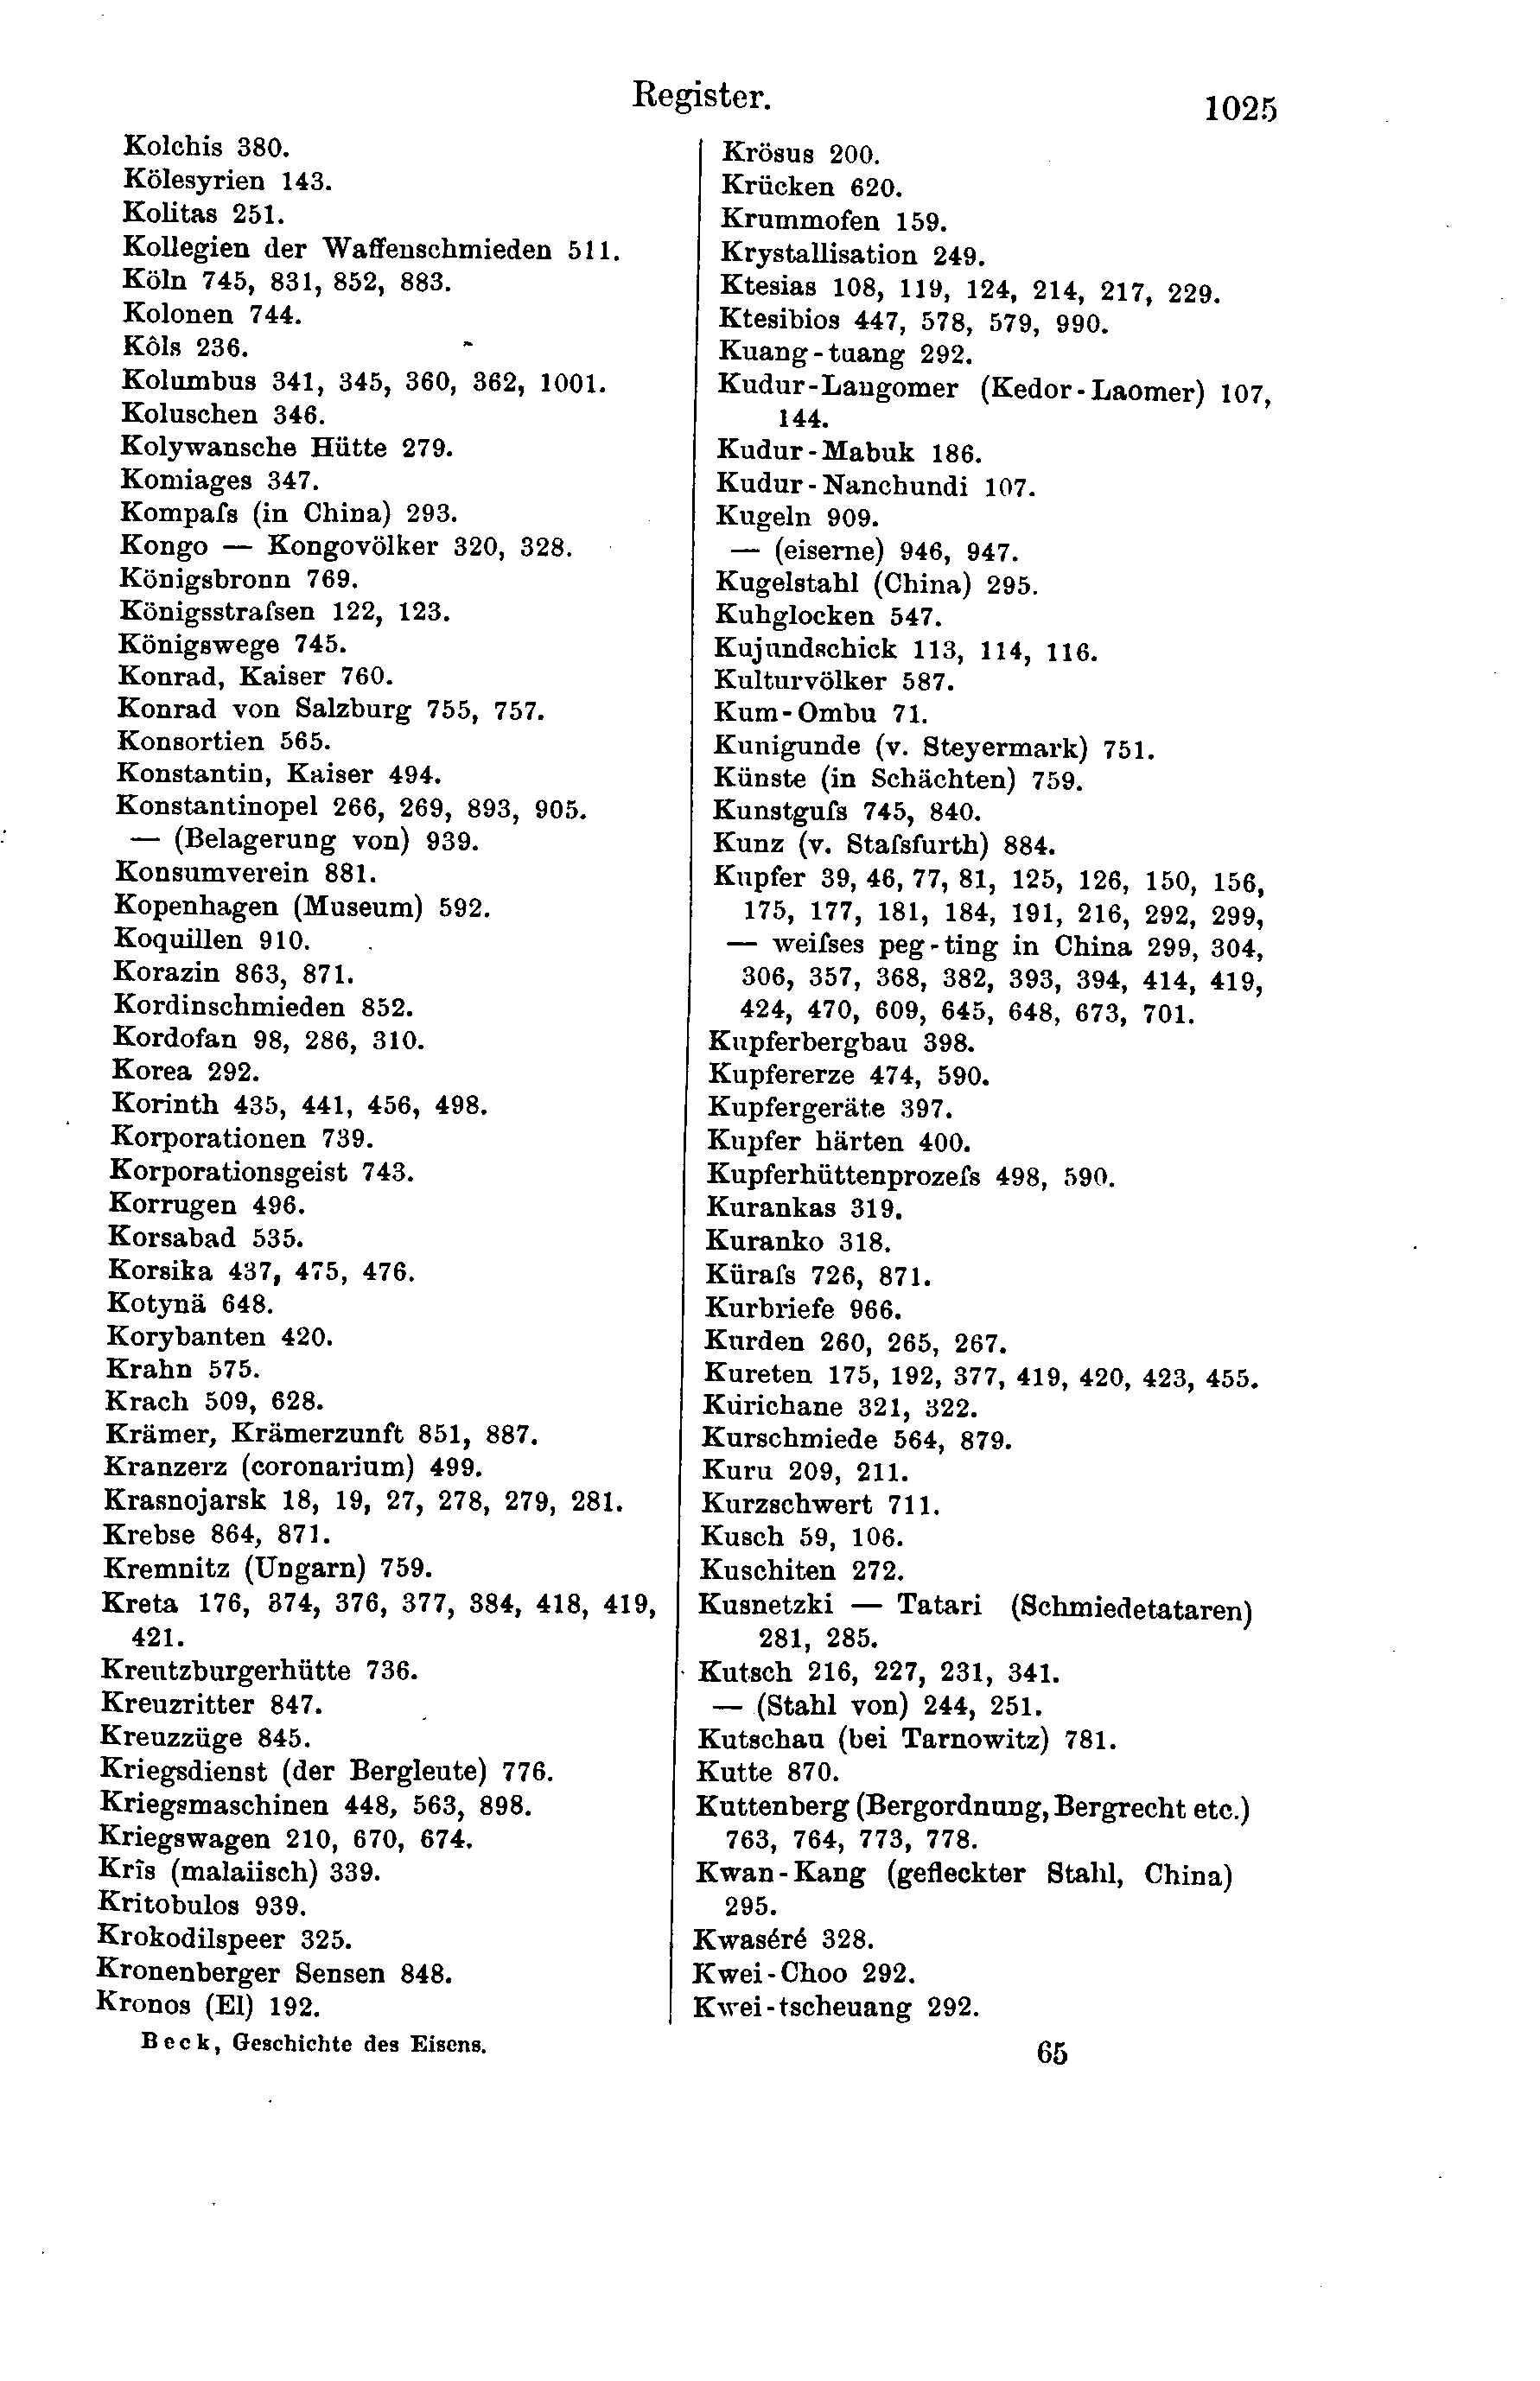 Register.
1025
Kolchis 380.
Kölesyrien 143.
Kolitas 251.
Kollegien der Waffenschmieden 511.
Köln 745, 831, 852, 883.
Kolonen 744.
Kôls 236.
Kolumbus 341, 345, 360, 362, 1001.
Koluschen 346.
Kolywansche Hütte 279.
Komiages 347.
Kompaſs (in China) 293.
Kongo — Kongovölker 320, 328.
Königsbronn 769.
Königsstraſsen 122, 123.
Königswege 745.
Konrad, Kaiser 760.
Konrad von Salzburg 755, 757.
Konsortien 565.
Konstantin, Kaiser 494.
Konstantinopel 266, 269, 893, 905.
— (Belagerung von) 939.
Konsumverein 881.
Kopenhagen (Museum) 592.
Koquillen 910.
Korazin 863, 871.
Kordinschmieden 852.
Kordofan 98, 286, 310.
Korea 292.
Korinth 435, 441, 456, 498.
Korporationen 739.
Korporationsgeist 743.
Korrugen 496.
Korsabad 535.
Korsika 437, 475, 476.
Kotynä 648.
Korybanten 420.
Krahn 575.
Krach 509, 628.
Krämer, Krämerzunft 851, 887.
Kranzerz (coronarium) 499.
Krasnojarsk 18, 19, 27, 278, 279, 281.
Krebse 864, 871.
Kremnitz (Ungarn) 759.
Kreta 176, 374, 376, 377, 384, 418, 419,
421.
Kreutzburgerhütte 736.
Kreuzritter 847.
Kreuzzüge 845.
Kriegsdienst (der Bergleute) 776.
Kriegsmaschinen 448, 563, 898.
Kriegswagen 210, 670, 674.
Krîs (malaiisch) 339.
Kritobulos 939.
Krokodilspeer 325.
Kronenberger Sensen 848.
Kronos (El) 192.
Krösus 200.
Krücken 620.
Krummofen 159.
Krystallisation 249.
Ktesias 108, 119, 124, 214, 217, 229.
Ktesibios 447, 578, 579, 990.
Kuang-tuang 292.
Kudur-Laugomer (Kedor-Laomer) 107,
144.
Kudur-Mabuk 186.
Kudur-Nanchundi 107.
Kugeln 909.
— (eiserne) 946, 947.
Kugelstahl (China) 295.
Kuhglocken 547.
Kujundschick 113, 114, 116.
Kulturvölker 587.
Kum-Ombu 71.
Kunigunde (v. Steyermark) 751.
Künste (in Schächten) 759.
Kunstguſs 745, 840.
Kunz (v. Staſsfurth) 884.
Kupfer 39, 46, 77, 81, 125, 126, 150, 156,
175, 177, 181, 184, 191, 216, 292, 299,
— weiſses peg-ting in China 299, 304,
306, 357, 368, 382, 393, 394, 414, 419,
424, 470, 609, 645, 648, 673, 701.
Kupferbergbau 398.
Kupfererze 474, 590.
Kupfergeräte 397.
Kupfer härten 400.
Kupferhüttenprozeſs 498, 590.
Kurankas 319.
Kuranko 318.
Küraſs 726, 871.
Kurbriefe 966.
Kurden 260, 265, 267.
Kureten 175, 192, 377, 419, 420, 423, 455.
Kurichane 321, 322.
Kurschmiede 564, 879.
Kuru 209, 211.
Kurzschwert 711.
Kusch 59, 106.
Kuschiten 272.
Kusnetzki — Tatari (Schmiedetataren)
281, 285.
Kutsch 216, 227, 231, 341.
— (Stahl von) 244, 251.
Kutschau (bei Tarnowitz) 781.
Kutte 870.
Kuttenberg (Bergordnung, Bergrecht etc.)
763, 764, 773, 778.
Kwan-Kang (gefleckter Stahl, China)
295.
Kwaséré 328.
Kwei-Choo 292.
Kwei-tscheuang 292.
Beck, Geschichte des Eisens.
65